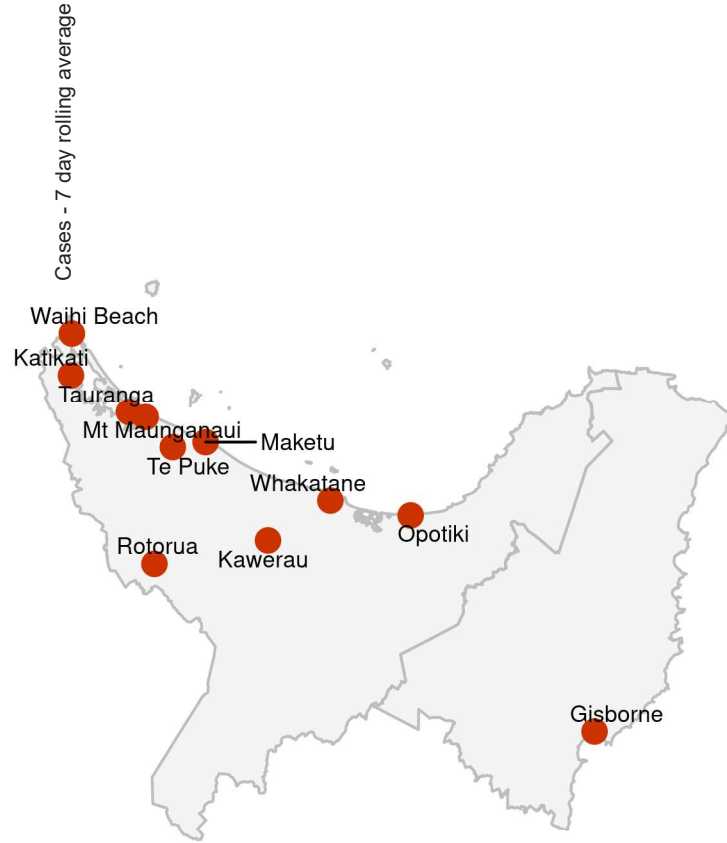 Cases - 7 day rolling average
Waihi Beach
Katikati
Tauranga
Mt Maunganaui
Maketu
Te Puke
Whakatane
Opotiki
Rotorua
Kawerau
Gisborne